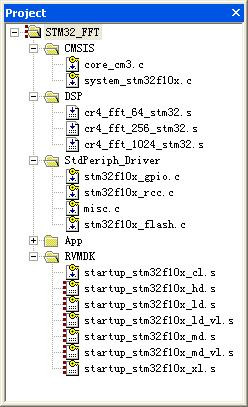 Project
STM32_FFT
CMSIS
core_cm3.c
system_stm32f10x.c
DSP
cr4_fft_64_stm32.s
cr4_fft_256_stm32.s
cr4_fft_1024_stm32.s
StdPeriph_Driver
stm32f10x_gpio.c
stm32f10x_rcc.c
misc.c
stm32f10x_flash.c
App
RVMDK
startup_stm32f10x_cl.s
startup_stm32f10x_hd.s
startup_stm32f10x_ld.s
startup_stm32f10x_ld_vl.s
startup_stm32f10x_md.s
startup_stm32f10x_md_vl.s
startup_stm32f10x_xl.s